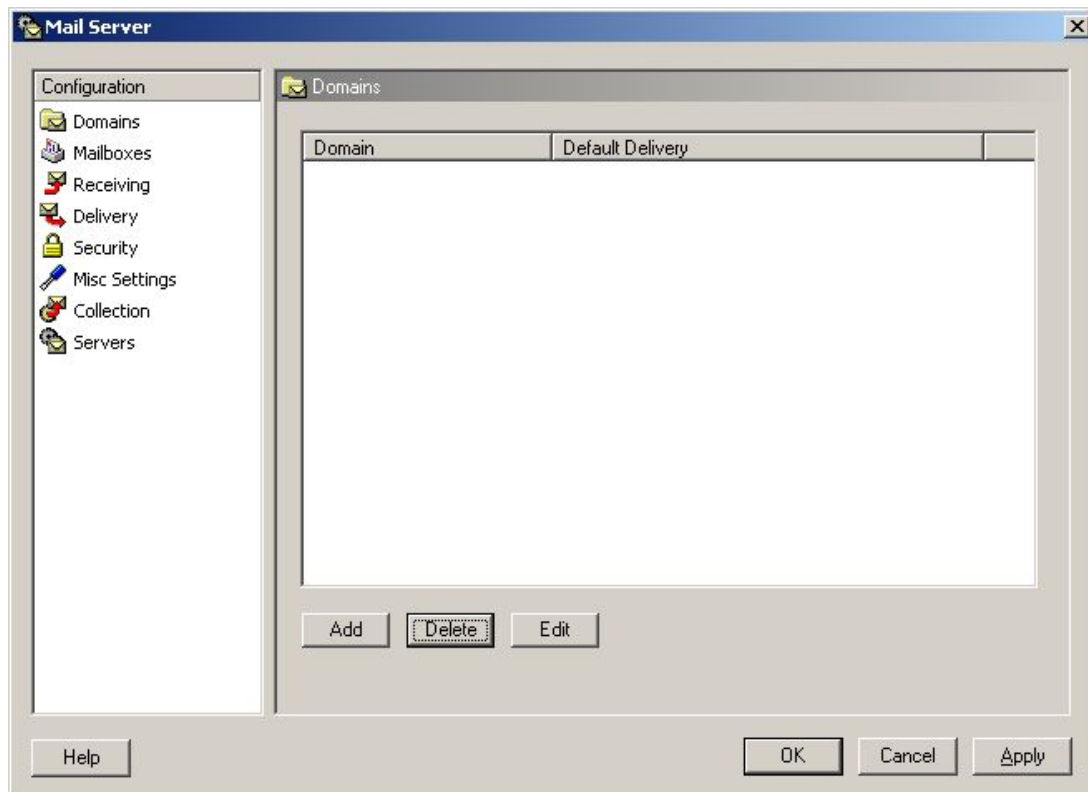 Mail Server
Configuration
Domains
Mailboxes
Receiving
Delivery
Security
Misc Settings
Collection
Servers
Domains
Domain Default Delivery
Add Delete Edit
Help OK Cancel Apply